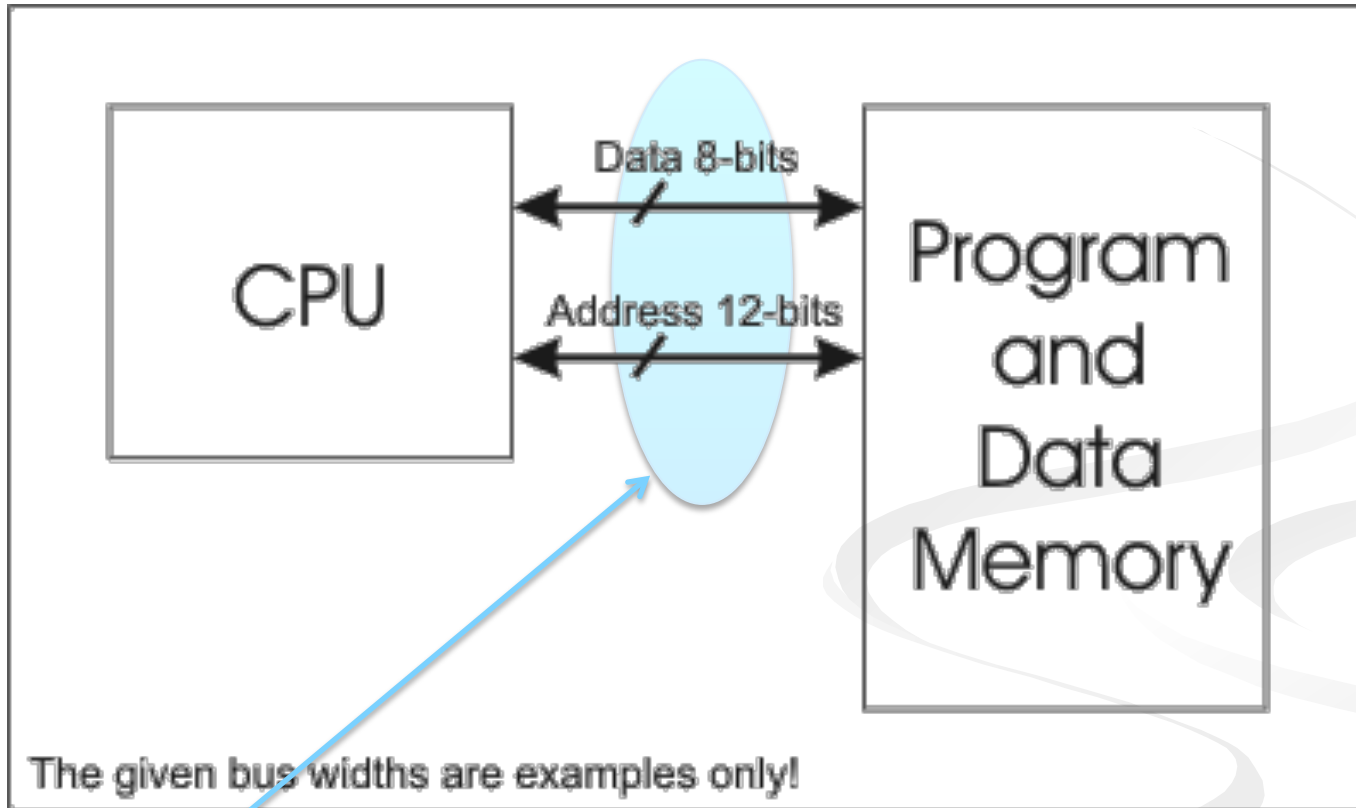 Data 8-bits
CPU
Address 12-bits
Program
and
Data
Memory
The given bus widths are examples only!